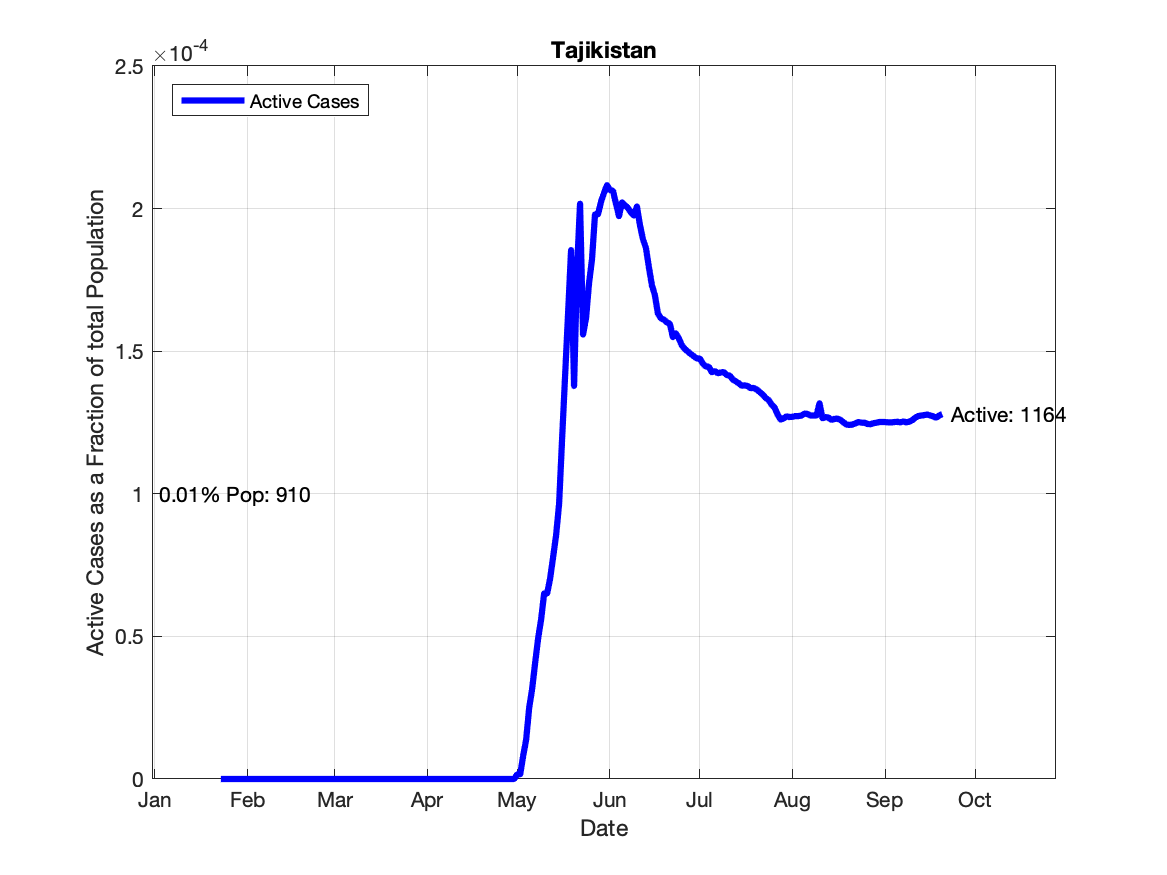 Tajikistan
×10-4
2.5
2
1.5
1
0.5
0
Active Cases
Active Cases as a Fraction of total Population
0.01% Pop: 910
Active: 1164
Jan Feb Mar Apr May Jun Jul Aug Sep Oct
Date